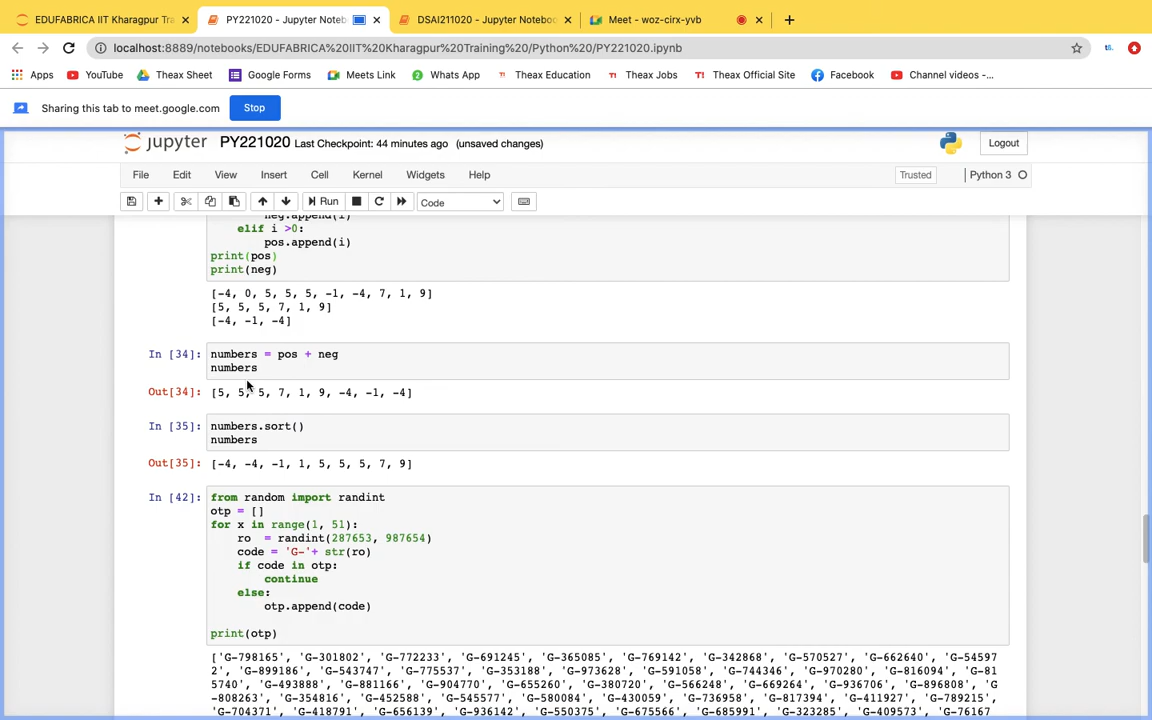 EDUFABRICA IIT Kharagpur Tra
PY221020 - Jupyter Noteb
DSAI211020 - Jupyter Noteboo
Meet - woz-cirx-yvb
localhost:8889/notebooks/EDUFABRICA%20IIT%20Kharagpur%20Training%20/Python%20/PY221020.ipynb
Apps YouTube Theax Sheet Google Forms Meets Link Whats App Theax Education Theax Jobs Theax Official Site Facebook Channel videos -...
Sharing this tab to meet.google.com Stop
jupyter PY221020 Last Checkpoint: 44 minutes ago (unsaved changes) Logout
File Edit View Insert Cell Kernel Widgets Help Trusted Python 3
Run Code
neg.append(i)
elif i >0:
pos.append(i)
print(pos)
print(neg)
[-4, 0, 5, 5, 5, -1, -4, 7, 1, 9]
[5, 5, 5, 7, 1, 9]
[-4, -1, -4]
In [34]: numbers = pos + neg
numbers
Out[34]: [5, 5, 5, 7, 1, 9, -4, -1, -4]
In [35]: numbers.sort()
numbers
Out[35]: [-4, -4, -1, 1, 5, 5, 5, 7, 9]
In [42]: from random import randint
otp = []
for x in range(1, 51):
ro  = randint(287653, 987654)
code = 'G-'+ str(ro)
if code in otp:
continue
else:
otp.append(code)
print(otp)
['G-798165', 'G-301802', 'G-772233', 'G-691245', 'G-365085', 'G-769142', 'G-342868', 'G-570527', 'G-662640', 'G-54597
2', 'G-899186', 'G-543747', 'G-775537', 'G-353188', 'G-973628', 'G-591058', 'G-744346', 'G-970280', 'G-816094', 'G-81
5740', 'G-493888', 'G-881166', 'G-904770', 'G-655260', 'G-380720', 'G-566248', 'G-669264', 'G-936706', 'G-896808', 'G
-808263', 'G-354816', 'G-452588', 'G-545577', 'G-580084', 'G-430059', 'G-736958', 'G-817394', 'G-411927', 'G-789215',
'G-704371', 'G-418791', 'G-656139', 'G-936142', 'G-550375', 'G-675566', 'G-685991', 'G-323285', 'G-409573', 'G-76167